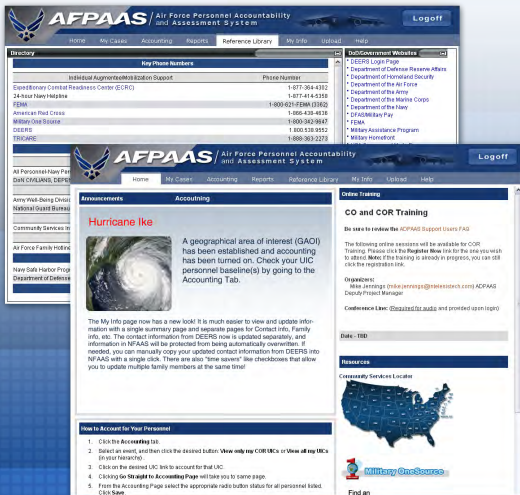 AFPAAS
Air Force Personnel Accountability
and Assessment System
Logoff
Home My Cases Accounting Reports Reference Library My Info Upload Help
Directory
Key Phone Numbers
Individual Augmentee/Mobilization Support Phone Number
Expeditionary Combat Readiness Center (ECRC) 1-877-364-4302
24-hour Navy Helpline 1-877-414-5358
FEMA 1-800-621-FEMA (3362)
American Red Cross 1-866-438-4636
Military One Source 1-800-342-9647
DEERS 1.800.538.9552
TRICARE 1-888-363-2273
All Personnel-Navy Per
DoN CIVILIANS, DEPE
Army Well-Being Divisi
National Guard Bureau
Community Services In
Air Force Family Hotline
Navy Safe Harbor Progr
Department of Defense
DoD/Government Websites
DEERS Login Page
Department of Defense Reserve Affairs
Department of Homeland Security
Department of the Air Force
Department of the Army
Department of the Marine Corps
Department of the Navy
DFAS/Military Pay
FEMA
Military Assistance Program
Military Homefront
AFPAAS
Air Force Personnel Accountability
and Assessment System
Logoff
Home My Cases Accounting Reports Reference Library My Info Upload Help
Announcements Accounting
Hurricane Ike
A geographical area of interest (GAOI)
has been established and accounting
has been turned on. Check your UIC
personnel baseline(s) by going to the
Accounting Tab.
The My Info page now has a new look! It is much easier to view and update infor-
mation with a single summary page and separate pages for Contact Info, Family
info, etc. The contact information from DEERS now is updated separately, and
information in NFAAS will be protected from being automatically overwritten. If
needed, you can manually copy your updated contact information from DEERS into
NFAAS with a single click. There are also "time savers" like checkboxes that allow
you to update multiple family members at the same time!
How to Account for Your Personnel
1. Click the Accounting tab.
2. Select an event, and then click the desired button: View only my COR UICs or View all my UICs
(in your hierarchy).
3. Click on the desired UIC link to account for that UIC.
4. Clicking Go Straight to Accounting Page will take you to same page.
5. From the Accounting Page select the appropriate radio button status for all personnel listed.
Click Save.
Online Training
CO and COR Training
Be sure to review the ADPAAS Support Users FAQ.
The following online sessions will be available for COR
Training. Please click the Register Now link for the one you wish
to attend. Note: If the training is already in progress, you can still
click the registration link.
Organizers:
Mike Jennings (mike.jennings@intelesistech.com) ADPAAS
Deputy Project Manager
Conference Line: (Required for audio and provided upon login)
Date - TBD
Resources
Community Services Locator
Military OneSource
Find an